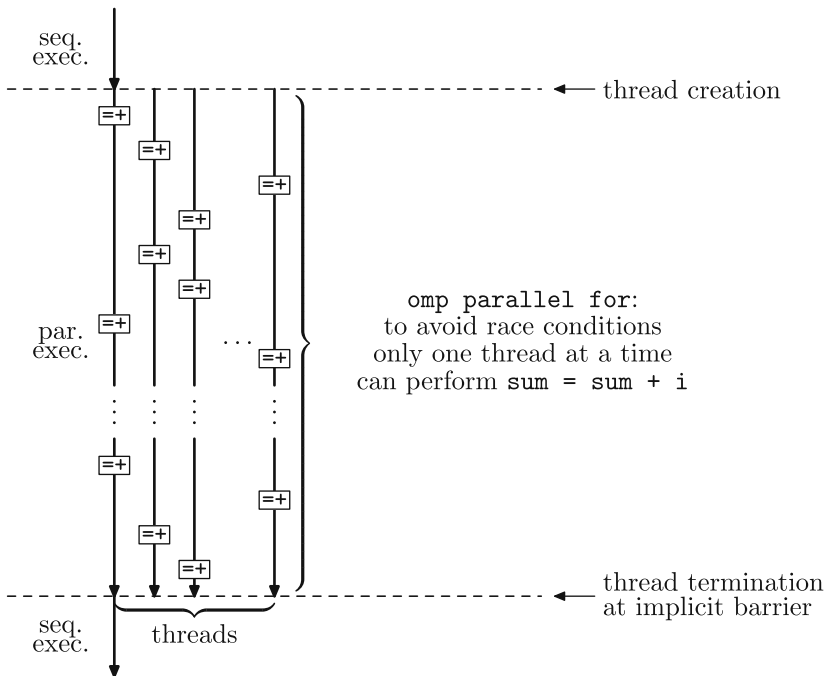 seq.
exec.
thread creation
=+
=+
=+
=+
=+
=+
omp parallel for:
to avoid race conditions
only one thread at a time
can perform sum = sum + i
par.
exec.
=+
. . .
=+
=+
=+
=+
=+
thread termination
at implicit barrier
seq.
exec.
threads